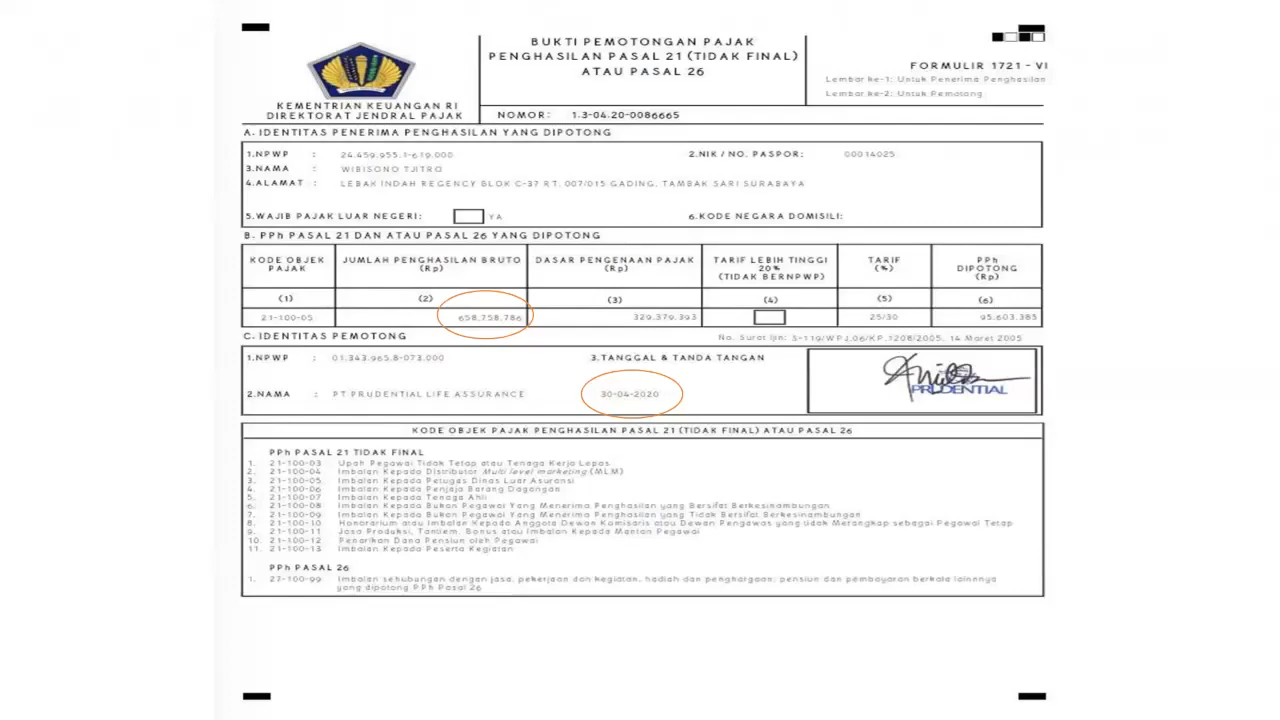 BUKTI PEMOTONGAN PAJAK
PENGHASILAN PASAL 21 (TIDAK FINAL)
ATAU PASAL 26
FORMULIR 1721 - VI
Lembar ke-1: Untuk Penerima Penghasilan
Lembar ke-2: Untuk Pemotong
KEMENTRIAN KEUANGAN RI
DIREKTORAT JENDRAL PAJAK
NOMOR: 1.3-04.20-0086665
A. IDENTITAS PENERIMA PENGHASILAN YANG DIPOTONG
1.NPWP : 24.459.955.1-619.000 2.NIK / NO. PASPOR: 00014025
3.NAMA : WIBISONO TJITRO
4.ALAMAT : LEBAK INDAH REGENCY BLOK C-37 RT. 007/015 GADING, TAMBAK SARI SURABAYA
5.WAJIB PAJAK LUAR NEGERI: YA 6.KODE NEGARA DOMISILI:
B. PPh PASAL 21 DAN ATAU PASAL 26 YANG DIPOTONG
KODE OBJEK PAJAK JUMLAH PENGHASILAN BRUTO (Rp) DASAR PENGENAAN PAJAK (Rp) TARIF LEBIH TINGGI 20% (TIDAK BERNPWP) TARIF (%) PPh DIPOTONG (Rp)
(1) (2) (3) (4) (5) (6)
21-100-05 658,758,786 329,379,393 25/30 95,603,385
C. IDENTITAS PEMOTONG No. Surat Ijin: S-119/WPJ.06/KP.1208/2005, 14 Maret 2005
1.NPWP : 01.343.965.8-073.000 3.TANGGAL & TANDA TANGAN
2.NAMA : PT PRUDENTIAL LIFE ASSURANCE 30-04-2020
PRUDENTIAL
KODE OBJEK PAJAK PENGHASILAN PASAL 21 (TIDAK FINAL) ATAU PASAL 26
PPh PASAL 21 TIDAK FINAL
1. 21-100-03 Upah Pegawai Tidak Tetap atau Tenaga Kerja Lepas
2. 21-100-04 Imbalan Kepada Distributor Multi level marketing (MLM)
3. 21-100-05 Imbalan Kepada Petugas Dinas Luar Asuransi
4. 21-100-06 Imbalan Kepada Penjaja Barang Dagangan
5. 21-100-07 Imbalan Kepada Tenaga Ahli
6. 21-100-08 Imbalan Kepada Bukan Pegawai Yang Menerima Penghasilan yang Bersifat Berkesinambungan
7. 21-100-09 Imbalan Kepada Bukan Pegawai Yang Menerima Penghasilan yang Tidak Bersifat Berkesinambungan
8. 21-100-10 Honorarium atau Imbalan Kepada Anggota Dewan Komisaris atau Dewan Pengawas yang tidak Merangkap sebagai Pegawai Tetap
9. 21-100-11 Jasa Produksi, Tantiem, Bonus atau Imbalan Kepada Mantan Pegawai
10. 21-100-12 Penarikan Dana Pensiun oleh Pegawai
11. 21-100-13 Imbalan Kepada Peserta Kegiatan
PPh PASAL 26
1. 27-100-99 Imbalan sehubungan dengan jasa, pekerjaan dan kegiatan, hadiah dan penghargaan, pensiun dan pembayaran berkala lainnnya
yang dipotong PPh Pasal 26